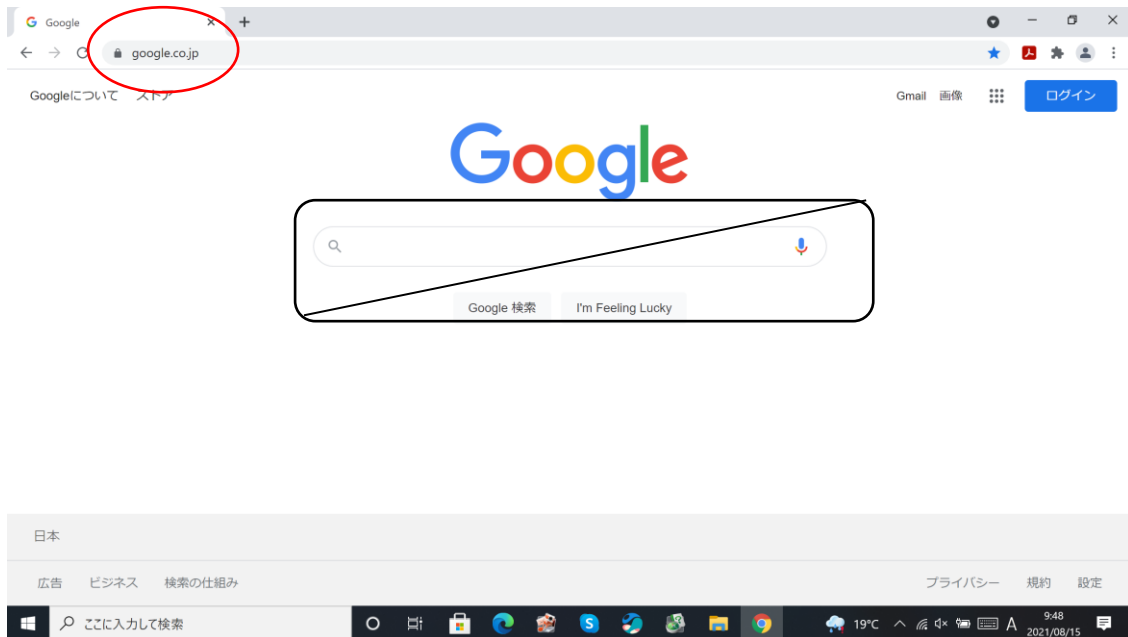 Google
google.co.jp
Googleについて ストア
Gmail 画像 ログイン
Google
Google 検索 I'm Feeling Lucky
日本
広告 ビジネス 検索の仕組み
プライバシー 規約 設定
ここに入力して検索
19°C A 9:48
2021/08/15